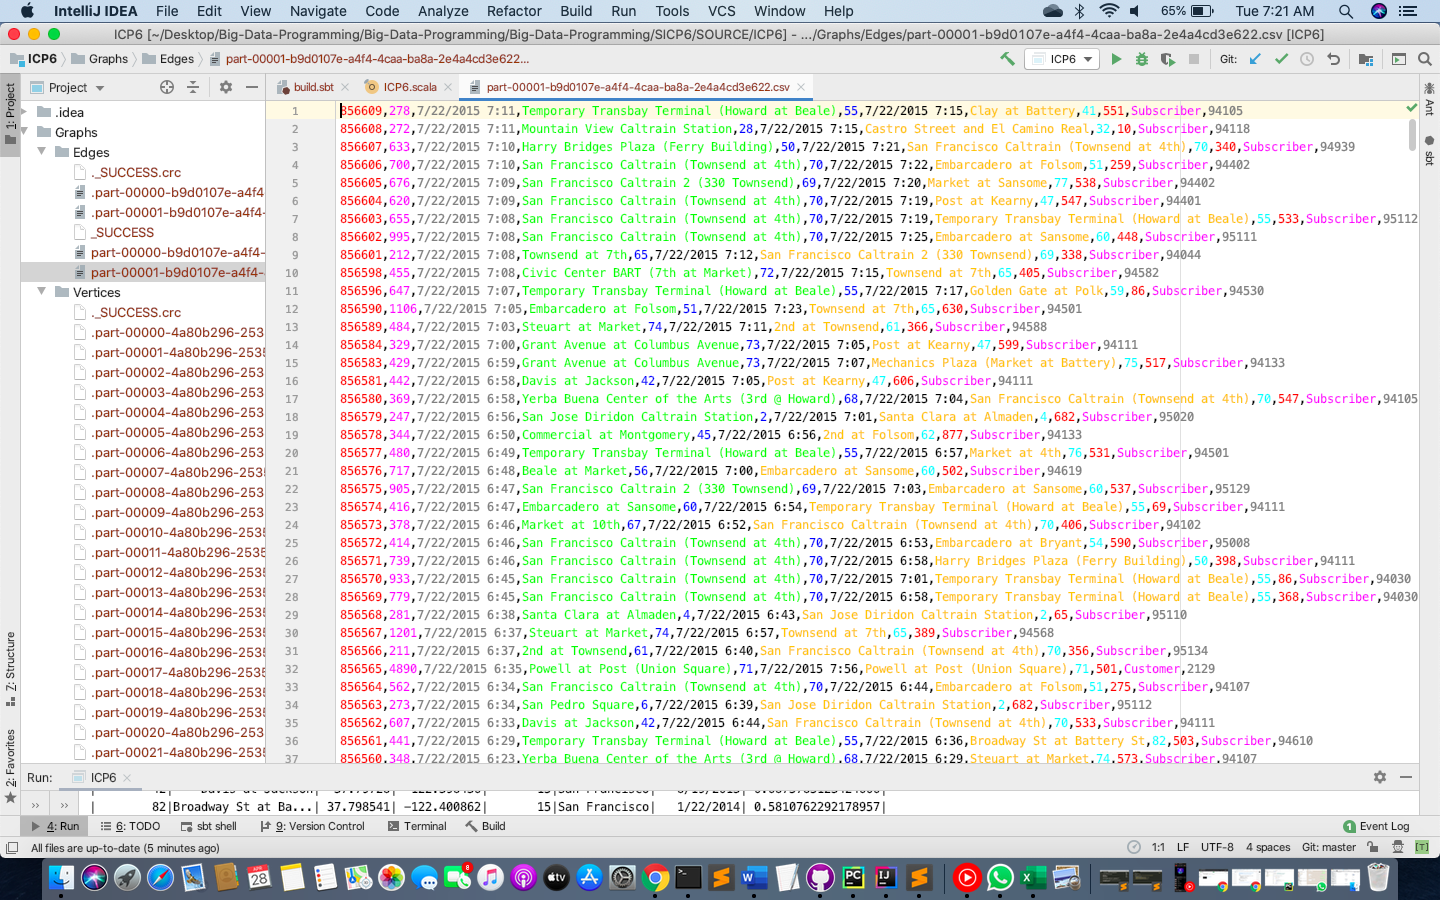 IntelliJ IDEA File Edit View Navigate Code Analyze Refactor Build Run Tools VCS Window Help 65% Tue 7:21 AM
ICP6 [~/Desktop/Big-Data-Programming/Big-Data-Programming/Big-Data-Programming/SICP6/SOURCE/ICP6] - .../Graphs/Edges/part-00001-b9d0107e-a4f4-4caa-ba8a-2e4a4cd3e622.csv [ICP6]
ICP6 Graphs Edges part-00001-b9d0107e-a4f4-4caa-ba8a-2e4a4cd3e622... ICP6 Git:
Project build.sbt ICP6.scala part-00001-b9d0107e-a4f4-4caa-ba8a-2e4a4cd3e622.csv
1: Project
7: Structure
2: Favorites
Ant
sbt
.idea
Graphs
Edges
._SUCCESS.crc
.part-00000-b9d0107e-a4f4
.part-00001-b9d0107e-a4f4-
_SUCCESS
part-00000-b9d0107e-a4f4-
part-00001-b9d0107e-a4f4-
Vertices
._SUCCESS.crc
.part-00000-4a80b296-253
.part-00001-4a80b296-2535
.part-00002-4a80b296-253
.part-00003-4a80b296-253
.part-00004-4a80b296-253
.part-00005-4a80b296-253
.part-00006-4a80b296-253
.part-00007-4a80b296-253
.part-00008-4a80b296-253
.part-00009-4a80b296-253
.part-00010-4a80b296-2535
.part-00011-4a80b296-2535
.part-00012-4a80b296-2535
.part-00013-4a80b296-2535
.part-00014-4a80b296-2535
.part-00015-4a80b296-2535
.part-00016-4a80b296-2535
.part-00017-4a80b296-2535
.part-00018-4a80b296-2535
.part-00019-4a80b296-2535
.part-00020-4a80b296-253
.part-00021-4a80b296-2535
1 856609,278,7/22/2015 7:11,Temporary Transbay Terminal (Howard at Beale),55,7/22/2015 7:15,Clay at Battery,41,551,Subscriber,94105
2 856608,272,7/22/2015 7:11,Mountain View Caltrain Station,28,7/22/2015 7:15,Castro Street and El Camino Real,32,10,Subscriber,94118
3 856607,633,7/22/2015 7:10,Harry Bridges Plaza (Ferry Building),50,7/22/2015 7:21,San Francisco Caltrain (Townsend at 4th),70,340,Subscriber,94939
4 856606,700,7/22/2015 7:10,San Francisco Caltrain (Townsend at 4th),70,7/22/2015 7:22,Embarcadero at Folsom,51,259,Subscriber,94402
5 856605,676,7/22/2015 7:09,San Francisco Caltrain 2 (330 Townsend),69,7/22/2015 7:20,Market at Sansome,77,538,Subscriber,94402
6 856604,620,7/22/2015 7:09,San Francisco Caltrain (Townsend at 4th),70,7/22/2015 7:19,Post at Kearny,47,547,Subscriber,94401
7 856603,655,7/22/2015 7:08,San Francisco Caltrain (Townsend at 4th),70,7/22/2015 7:19,Temporary Transbay Terminal (Howard at Beale),55,533,Subscriber,95112
8 856602,995,7/22/2015 7:08,San Francisco Caltrain (Townsend at 4th),70,7/22/2015 7:25,Embarcadero at Sansome,60,448,Subscriber,95111
9 856601,212,7/22/2015 7:08,Townsend at 7th,65,7/22/2015 7:12,San Francisco Caltrain 2 (330 Townsend),69,338,Subscriber,94044
10 856598,455,7/22/2015 7:08,Civic Center BART (7th at Market),72,7/22/2015 7:15,Townsend at 7th,65,405,Subscriber,94582
11 856596,647,7/22/2015 7:07,Temporary Transbay Terminal (Howard at Beale),55,7/22/2015 7:17,Golden Gate at Polk,59,86,Subscriber,94530
12 856590,1106,7/22/2015 7:05,Embarcadero at Folsom,51,7/22/2015 7:23,Townsend at 7th,65,630,Subscriber,94501
13 856589,484,7/22/2015 7:03,Steuart at Market,74,7/22/2015 7:11,2nd at Townsend,61,366,Subscriber,94588
14 856584,329,7/22/2015 7:00,Grant Avenue at Columbus Avenue,73,7/22/2015 7:05,Post at Kearny,47,599,Subscriber,94111
15 856583,429,7/22/2015 6:59,Grant Avenue at Columbus Avenue,73,7/22/2015 7:07,Mechanics Plaza (Market at Battery),75,517,Subscriber,94133
16 856581,442,7/22/2015 6:58,Davis at Jackson,42,7/22/2015 7:05,Post at Kearny,47,606,Subscriber,94111
17 856580,369,7/22/2015 6:58,Yerba Buena Center of the Arts (3rd @ Howard),68,7/22/2015 7:04,San Francisco Caltrain (Townsend at 4th),70,547,Subscriber,94105
18 856579,247,7/22/2015 6:56,San Jose Diridon Caltrain Station,2,7/22/2015 7:01,Santa Clara at Almaden,4,682,Subscriber,95020
19 856578,344,7/22/2015 6:50,Commercial at Montgomery,45,7/22/2015 6:56,2nd at Folsom,62,877,Subscriber,94133
20 856577,480,7/22/2015 6:49,Temporary Transbay Terminal (Howard at Beale),55,7/22/2015 6:57,Market at 4th,76,531,Subscriber,94501
21 856576,717,7/22/2015 6:48,Beale at Market,56,7/22/2015 7:00,Embarcadero at Sansome,60,502,Subscriber,94619
22 856575,905,7/22/2015 6:47,San Francisco Caltrain 2 (330 Townsend),69,7/22/2015 7:03,Embarcadero at Sansome,60,537,Subscriber,95129
23 856574,416,7/22/2015 6:47,Embarcadero at Sansome,60,7/22/2015 6:54,Temporary Transbay Terminal (Howard at Beale),55,69,Subscriber,94111
24 856573,378,7/22/2015 6:46,Market at 10th,67,7/22/2015 6:52,San Francisco Caltrain (Townsend at 4th),70,406,Subscriber,94102
25 856572,414,7/22/2015 6:46,San Francisco Caltrain (Townsend at 4th),70,7/22/2015 6:53,Embarcadero at Bryant,54,590,Subscriber,95008
26 856571,739,7/22/2015 6:46,San Francisco Caltrain (Townsend at 4th),70,7/22/2015 6:58,Harry Bridges Plaza (Ferry Building),50,398,Subscriber,94111
27 856570,933,7/22/2015 6:45,San Francisco Caltrain (Townsend at 4th),70,7/22/2015 7:01,Temporary Transbay Terminal (Howard at Beale),55,86,Subscriber,94030
28 856569,779,7/22/2015 6:45,San Francisco Caltrain (Townsend at 4th),70,7/22/2015 6:58,Temporary Transbay Terminal (Howard at Beale),55,368,Subscriber,94030
29 856568,281,7/22/2015 6:38,Santa Clara at Almaden,4,7/22/2015 6:43,San Jose Diridon Caltrain Station,2,65,Subscriber,95110
30 856567,1201,7/22/2015 6:37,Steuart at Market,74,7/22/2015 6:57,Townsend at 7th,65,389,Subscriber,94568
31 856566,211,7/22/2015 6:37,2nd at Townsend,61,7/22/2015 6:40,San Francisco Caltrain (Townsend at 4th),70,356,Subscriber,95134
32 856565,4890,7/22/2015 6:35,Powell at Post (Union Square),71,7/22/2015 7:56,Powell at Post (Union Square),71,501,Customer,2129
33 856564,562,7/22/2015 6:34,San Francisco Caltrain (Townsend at 4th),70,7/22/2015 6:44,Embarcadero at Folsom,51,275,Subscriber,94107
34 856563,273,7/22/2015 6:34,San Pedro Square,6,7/22/2015 6:39,San Jose Diridon Caltrain Station,2,682,Subscriber,95112
35 856562,607,7/22/2015 6:33,Davis at Jackson,42,7/22/2015 6:44,San Francisco Caltrain (Townsend at 4th),70,533,Subscriber,94111
36 856561,441,7/22/2015 6:29,Temporary Transbay Terminal (Howard at Beale),55,7/22/2015 6:36,Broadway St at Battery St,82,503,Subscriber,94610
37 856560,348,7/22/2015 6:23,Yerba Buena Center of the Arts (3rd @ Howard),68,7/22/2015 6:29,Steuart at Market,74,573,Subscriber,94107
Run: ICP6
| 82|Broadway St at Ba...| 37.798541| -122.400862| 15|San Francisco| 1/22/2014| 0.5810762292178957|
4: Run 6: TODO sbt shell 9: Version Control Terminal Build 1 Event Log
All files are up-to-date (5 minutes ago) 1:1 LF UTF-8 4 spaces Git: master [T]
APR 28 8 tv W PC IJ X